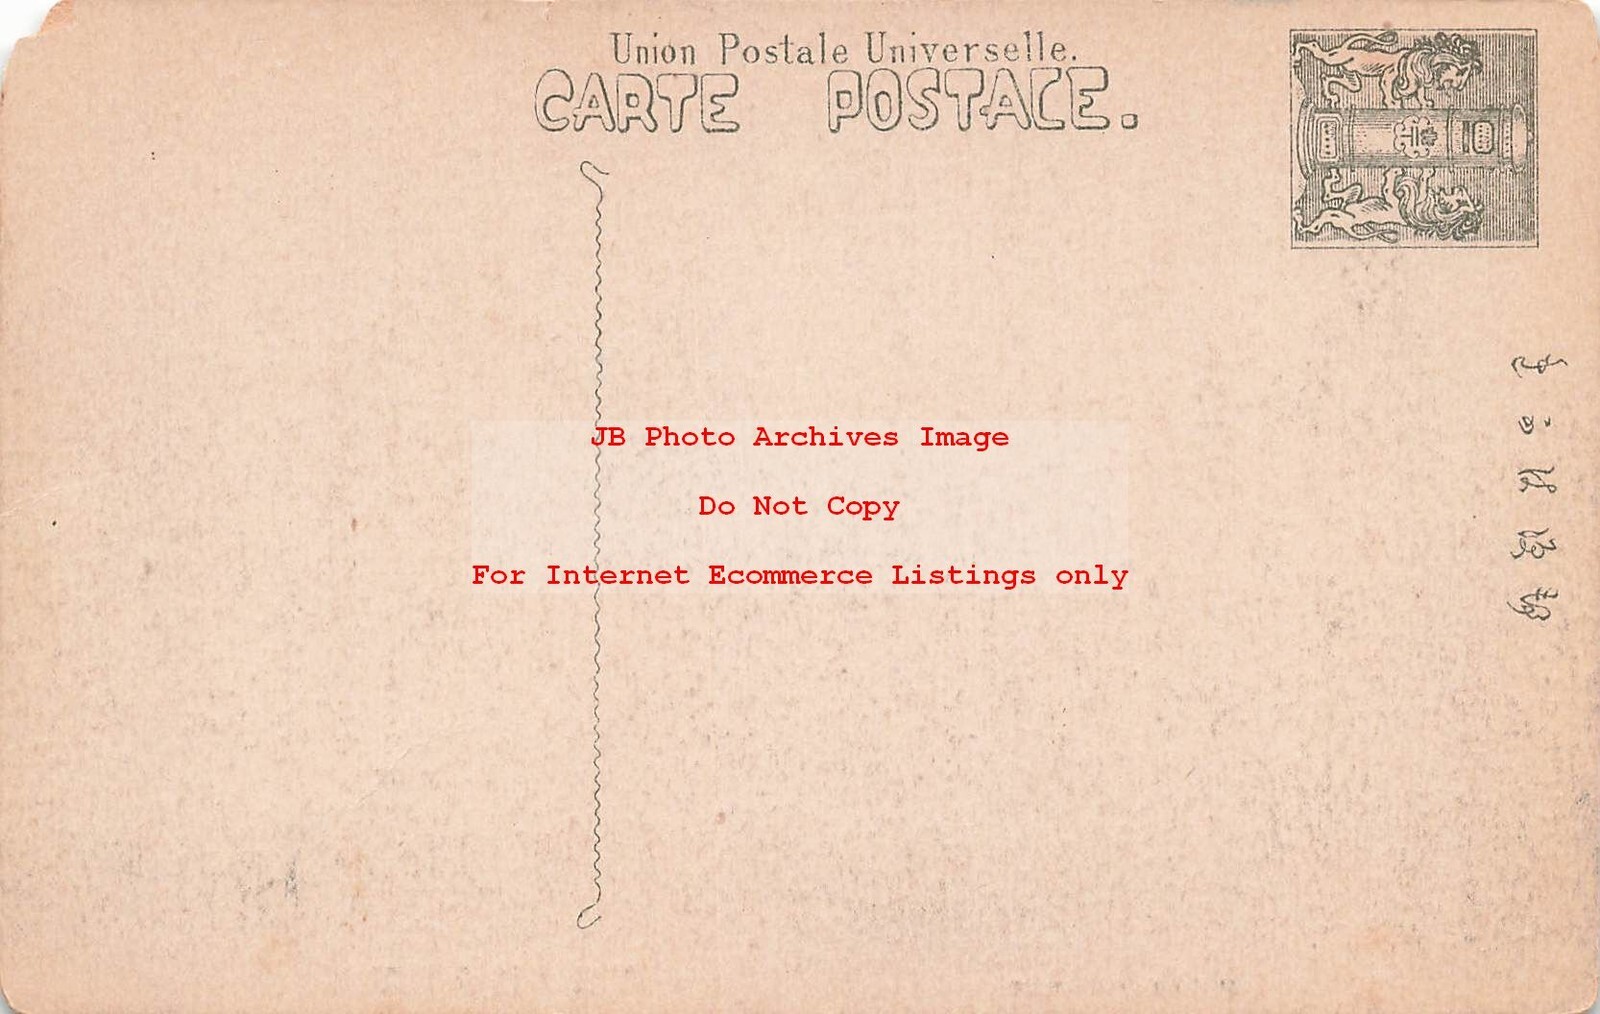 Union Postale Universelle.
CARTE POSTALE.
JB Photo Archives Image
Do Not Copy
For Internet Ecommerce Listings only